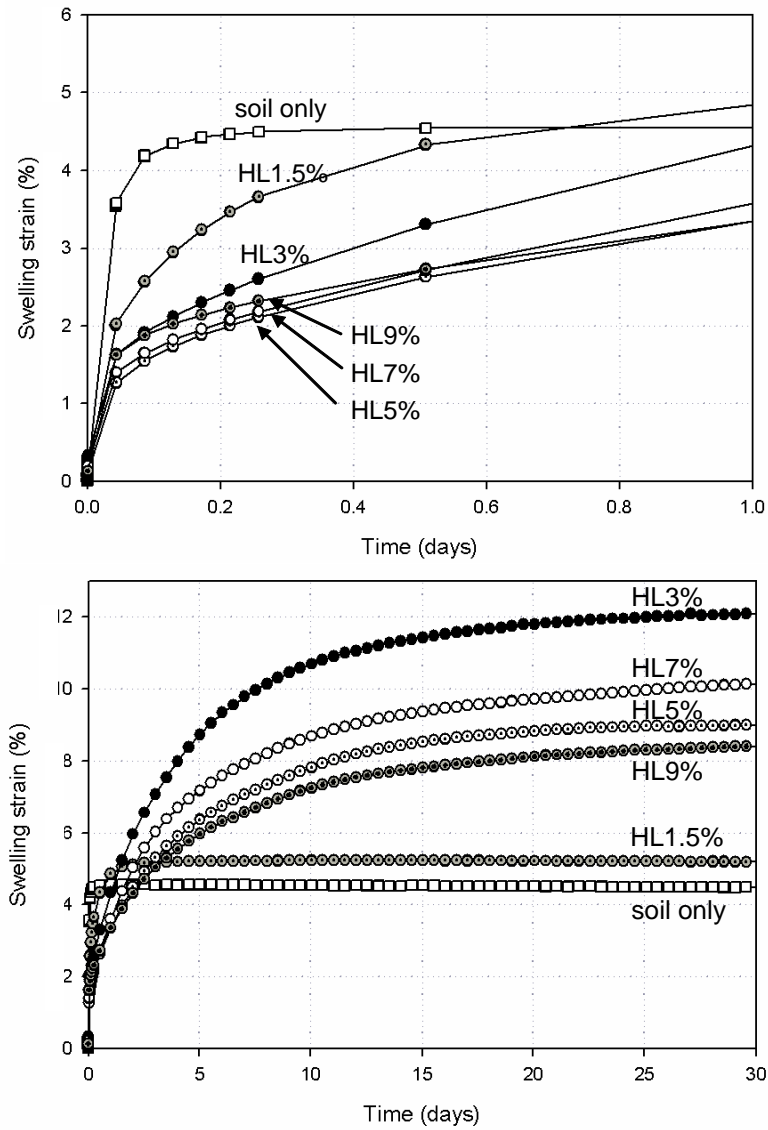 6
5
4
3
2
1
0
Swelling strain (%)
soil only
HL1.5%
HL3%
HL9%
HL7%
HL5%
0.0 0.2 0.4 0.6 0.8 1.0
Time (days)
12
10
8
6
4
2
0
Swelling strain (%)
HL3%
HL7%
HL5%
HL9%
HL1.5%
soil only
0 5 10 15 20 25 30
Time (days)